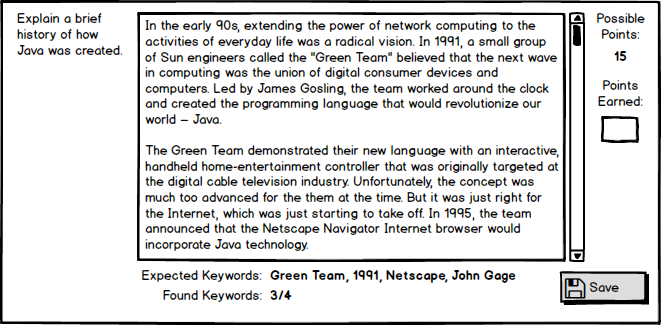 Explain a brief
history of how
Java was created.
In the early 90s, extending the power of network computing to the
activities of everyday life was a radical vision. In 1991, a small group
of Sun engineers called the "Green Team" believed that the next wave
in computing was the union of digital consumer devices and
computers. Led by James Gosling, the team worked around the clock
and created the programming language that would revolutionize our
world – Java.
The Green Team demonstrated their new language with an interactive,
handheld home-entertainment controller that was originally targeted at
the digital cable television industry. Unfortunately, the concept was
much too advanced for the them at the time. But it was just right for
the Internet, which was just starting to take off. In 1995, the team
announced that the Netscape Navigator Internet browser would
incorporate Java technology.
Possible
Points:
15
Points
Earned:
Expected Keywords: Green Team, 1991, Netscape, John Gage
Found Keywords: 3/4
Save